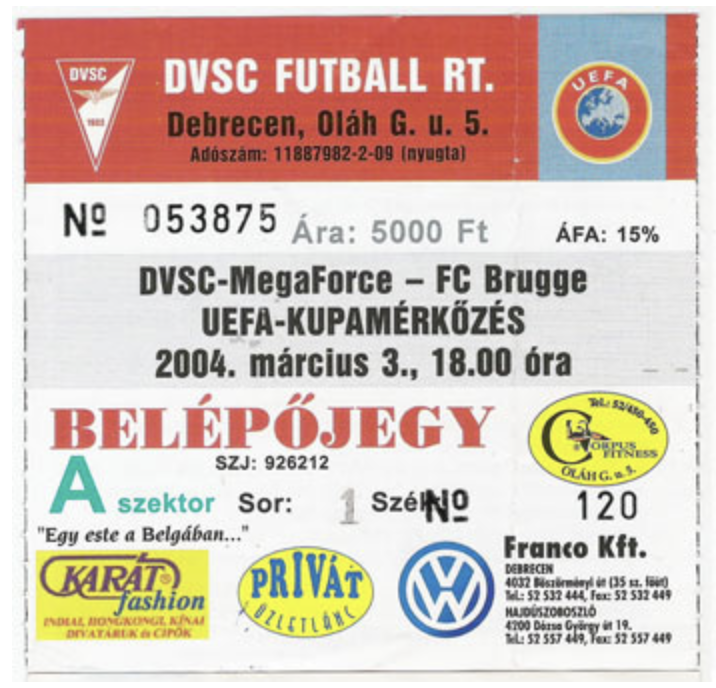 DVSC
1902
DVSC FUTBALL RT.
Debrecen, Oláh G. u. 5.
Adószám: 11887982-2-09 (nyugta)
UEFA
Nº 053875 Ára: 5000 Ft ÁFA: 15%
DVSC-MegaForce – FC Brugge
UEFA-KUPAMÉRKŐZÉS
2004. március 3., 18.00 óra
BELÉPŐJEGY
SZJ: 926212
Tel.: 52/450-450
CORPUS
FITNESS
OLÁH G. u. 5.
A szektor Sor: 1 Szék Nº 120
"Egy este a Belgában..."
KARÁT®
fashion
INDIAI, HONGKONGI, KÍNAI
DIVATÁRUK és CIPŐK
PRIVÁT
ÜZLETLÁNC
VW
Franco Kft.
DEBRECEN
4032 Böszörményi út (35 sz. főút)
Tel.: 52 532 444, Fax: 52 532 449
HAJDÚSZOBOSZLÓ
4200 Dózsa György út 19.
Tel.: 52 557 449, Fax: 52 557 449